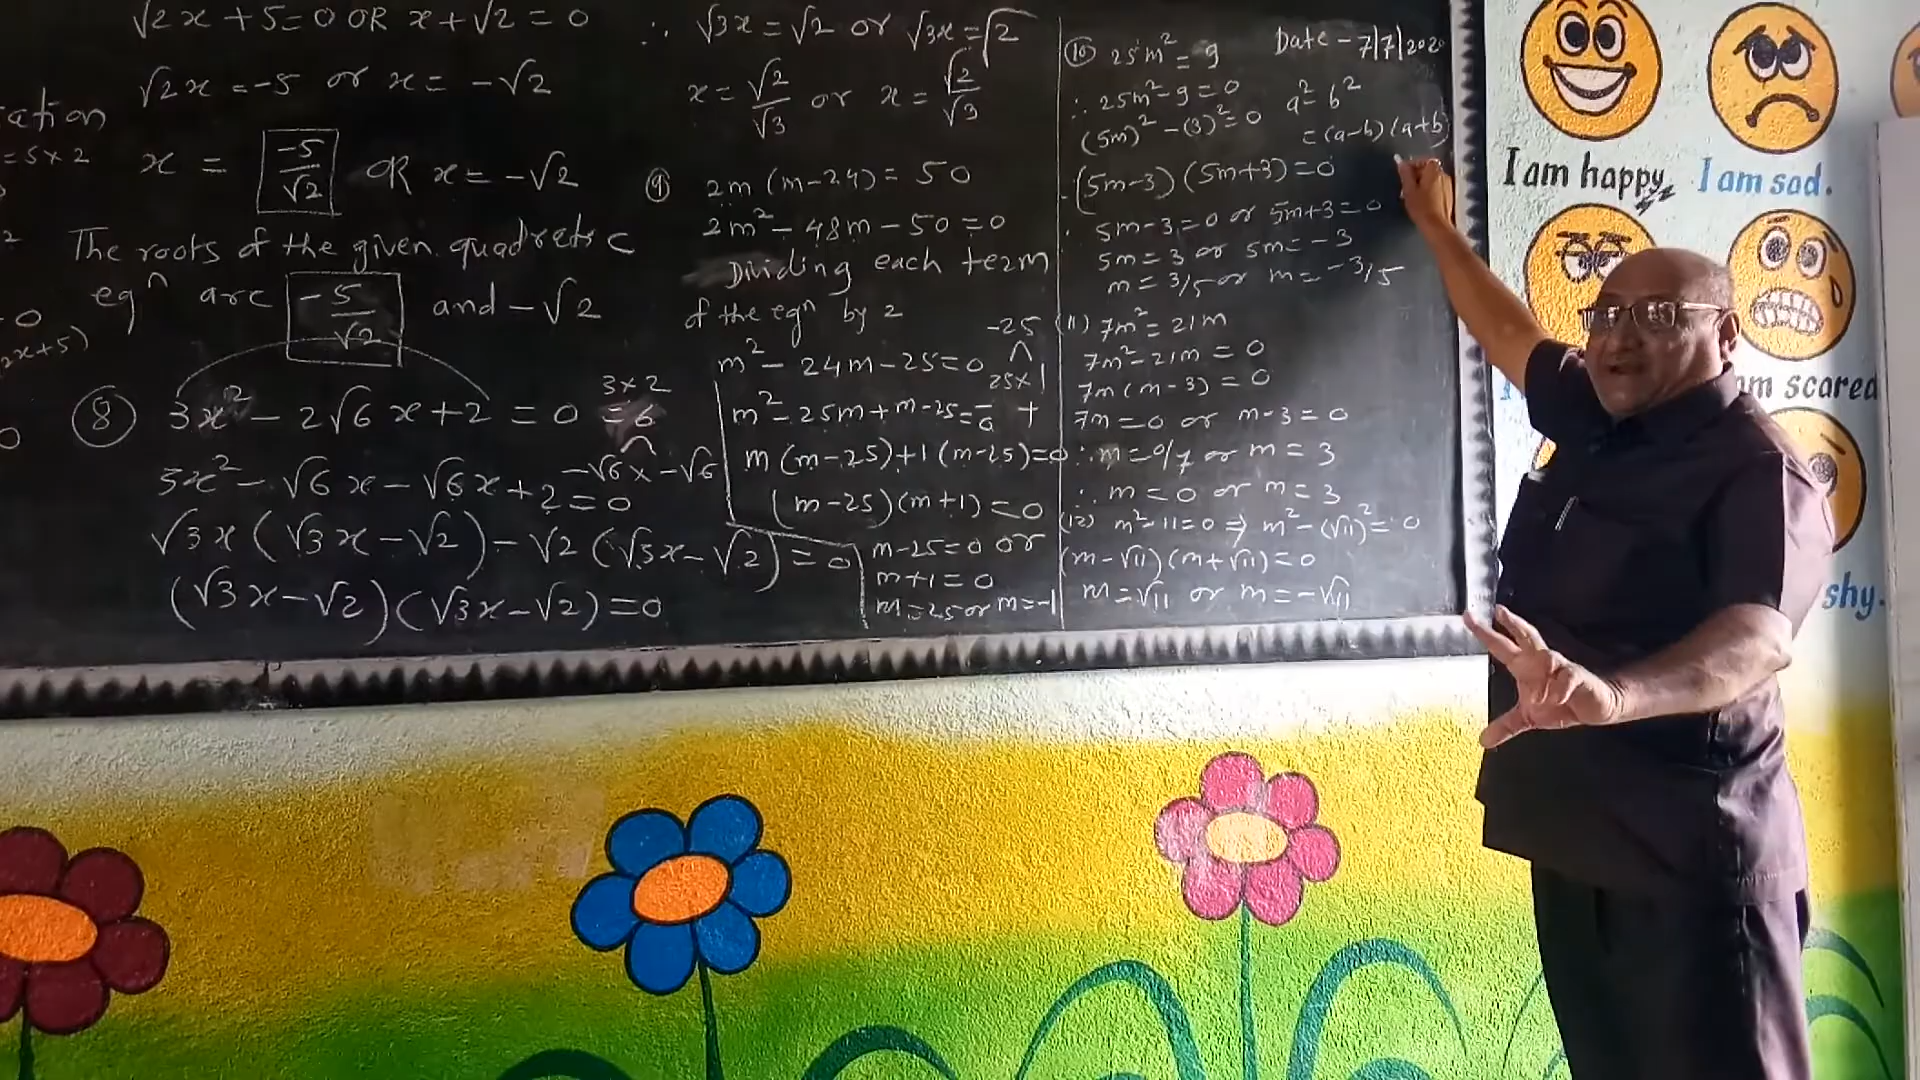 √2x+5=0 OR x+√2=0
√2x=-5 or x=-√2
x = -5/√2 OR x=-√2
The roots of the given quadratic
eqⁿ are -5/√2 and -√2
ation
=5×2
2x+5)
⑧ 3x² - 2√6x+2=0
3×2
=6
-√6 × -√6
3x² - √6x - √6x+2=0
√3x(√3x-√2)-√2(√3x-√2)=0
(√3x-√2)(√3x-√2)=0
∴ √3x=√2 or √3x=√2
x=√2/√3 or x=√2/√3
⑨ 2m(m-24)=50
2m²-48m-50=0
Dividing each term
of the eqⁿ by 2
m²-24m-25=0
-25
25×1
- +
m²-25m+m-25=0
m(m-25)+1(m-25)=0
(m-25)(m+1)=0
m-25=0 or
m+1=0
m=25 or m=-1
Date - 7/7/2020
⑩ 25m²=9
∴ 25m²-9=0
a²-b²
=(a-b)(a+b)
(5m)²-(3)²=0
(5m-3)(5m+3)=0
5m-3=0 or 5m+3=0
5m=3 or 5m=-3
m=3/5 or m=-3/5
(11) 7m²=21m
7m²-21m=0
7m(m-3)=0
7m=0 or m-3=0
∴ m=0/7 or m=3
∴ m=0 or m=3
(12) m²-11=0 ⇒ m²-(√11)²=0
(m-√11)(m+√11)=0
m=√11 or m=-√11
I am happy
I am sad.
am scared
shy.